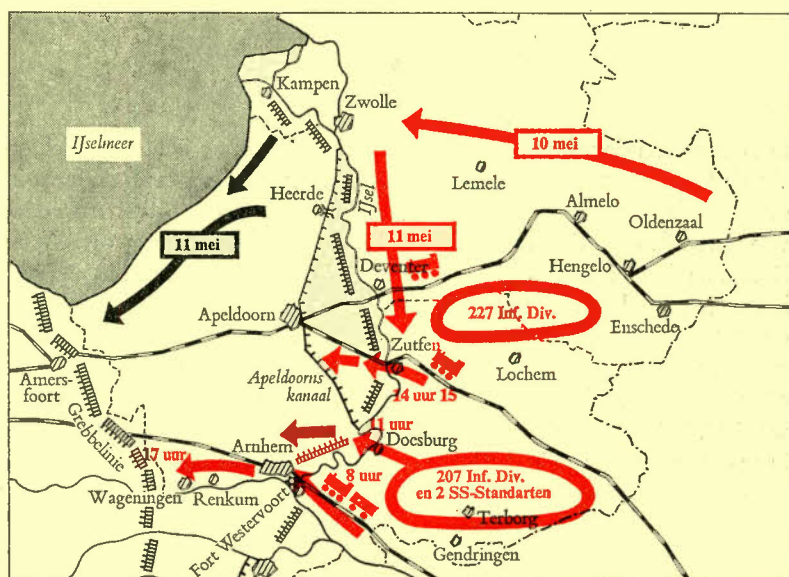 Kampen
Zwolle
IJselmeer
10 mei
Lemele
Heerde
IJsel
Almelo
Oldenzaal
11 mei
11 mei
Deventer
Hengelo
Apeldoorn
227 Inf. Div.
Enschede
Zutfen
Lochem
Amers-
foort
Apeldoorns
kanaal
14 uur 15
Grebbelinie
11 uur
Doesburg
Arnhem
17 uur
8 uur
207 Inf. Div.
en 2 SS-Standarten
Wageningen
Renkum
Terborg
Fort Westervoort
Gendringen